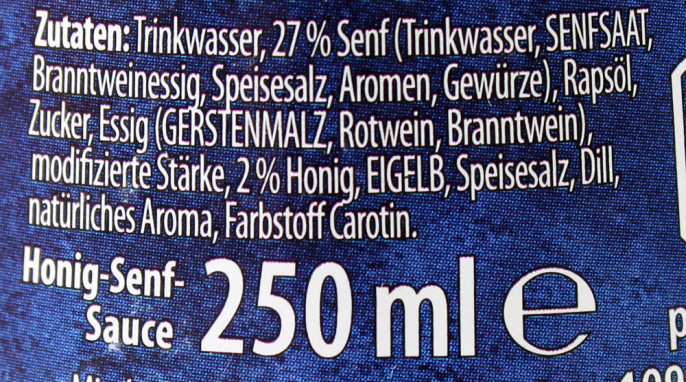 Zutaten: Trinkwasser, 27 % Senf (Trinkwasser, SENFSAAT,
Branntweinessig, Speisesalz, Aromen, Gewürze), Rapsöl,
Zucker, Essig (GERSTENMALZ, Rotwein, Branntwein),
modifizierte Stärke, 2 % Honig, EIGELB, Speisesalz, Dill,
natürliches Aroma, Farbstoff Carotin.
Honig-Senf-
Sauce
250 ml e